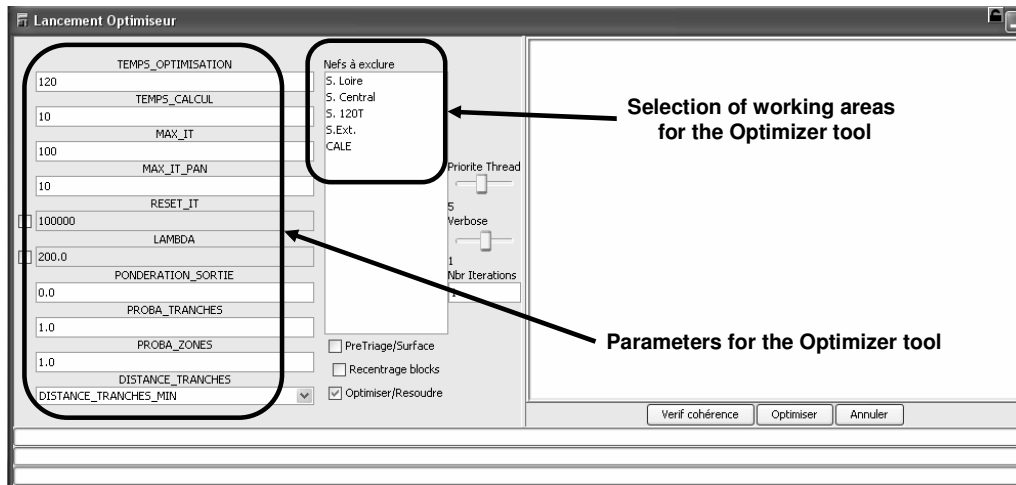 Lancement Optimiseur
TEMPS_OPTIMISATION
120
TEMPS_CALCUL
10
MAX_IT
100
MAX_IT_PAN
10
RESET_IT
100000
LAMBDA
200.0
PONDERATION_SORTIE
0.0
PROBA_TRANCHES
1.0
PROBA_ZONES
1.0
DISTANCE_TRANCHES
DISTANCE_TRANCHES_MIN
Nefs à exclure
S. Loire
S. Central
S. 120T
S.Ext.
CALE
Priorite Thread
5
Verbose
1
Nbr Iterations
PreTriage/Surface
Recentrage blocks
Optimiser/Resoudre
Selection of working areas
for the Optimizer tool
Parameters for the Optimizer tool
Verif cohérence
Optimiser
Annuler